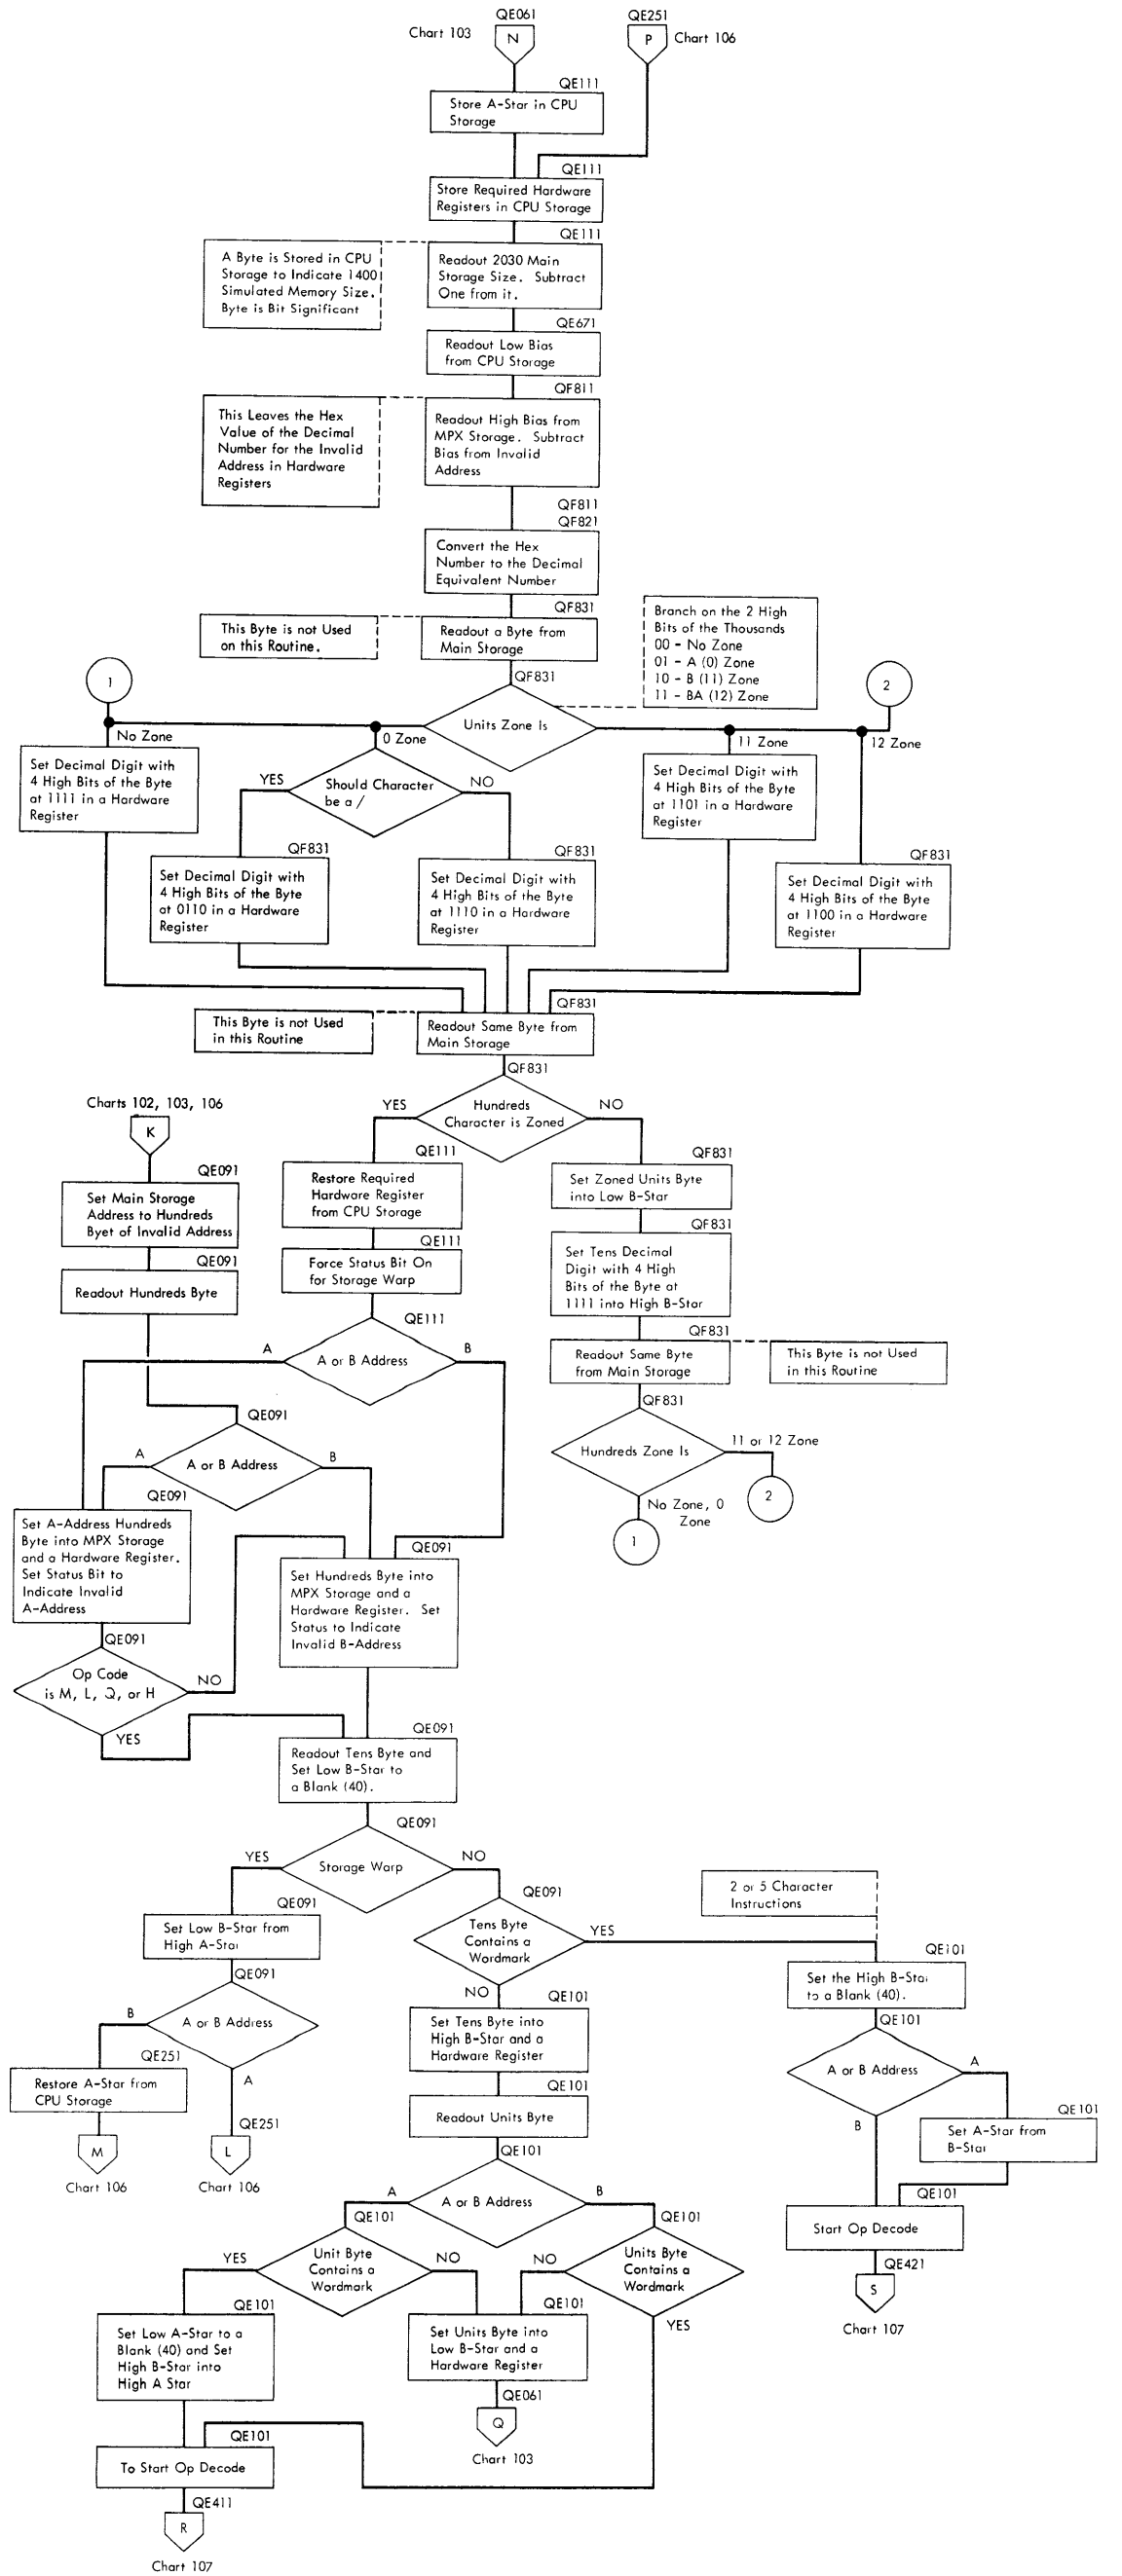 QE061
QE251
Chart 103
N
P
Chart 106
QE111
Store A-Star in CPU
Storage
QE111
Store Required Hardware
Registers in CPU Storage
QE111
A Byte is Stored in CPU
Storage to Indicate 1400
Simulated Memory Size.
Byte is Bit Significant
Readout 2030 Main
Storage Size. Subtract
One from it.
QE671
Readout Low Bias
from CPU Storage
QF811
This Leaves the Hex
Value of the Decimal
Number for the Invalid
Address in Hardware
Registers
Readout High Bias from
MPX Storage. Subtract
Bias from Invalid
Address
QF811
QF821
Convert the Hex
Number to the Decimal
Equivalent Number
QF831
This Byte is not Used
on this Routine.
Readout a Byte from
Main Storage
Branch on the 2 High
Bits of the Thousands
00 - No Zone
01 - A (0) Zone
10 - B (11) Zone
11 - BA (12) Zone
QF831
1
2
Units Zone Is
No Zone
0 Zone
11 Zone
12 Zone
Set Decimal Digit with
4 High Bits of the Byte
at 1111 in a Hardware
Register
YES
Should Character
be a /
NO
Set Decimal Digit with
4 High Bits of the Byte
at 1101 in a Hardware
Register
QF831
QF831
QF831
Set Decimal Digit with
4 High Bits of the Byte
at 0110 in a Hardware
Register
Set Decimal Digit with
4 High Bits of the Byte
at 1110 in a Hardware
Register
Set Decimal Digit with
4 High Bits of the Byte
at 1100 in a Hardware
Register
QF831
This Byte is not Used
in this Routine
Readout Same Byte from
Main Storage
QF831
Charts 102, 103, 106
K
YES
Hundreds
Character is Zoned
NO
QE091
QE111
QF831
Set Main Storage
Address to Hundreds
Byet of Invalid Address
Restore Required
Hardware Register
from CPU Storage
Set Zoned Units Byte
into Low B-Star
QE111
QF831
QE091
Readout Hundreds Byte
Force Status Bit On
for Storage Warp
Set Tens Decimal
Digit with 4 High
Bits of the Byte at
1111 into High B-Star
QE111
QF831
A
A or B Address
B
Readout Same Byte
from Main Storage
This Byte is not Used
in this Routine
QF831
QE091
A
A or B Address
B
Hundreds Zone Is
11 or 12 Zone
2
No Zone, 0
Zone
1
QE091
Set A-Address Hundreds
Byte into MPX Storage
and a Hardware Register.
Set Status Bit to
Indicate Invalid
A-Address
QE091
Set Hundreds Byte into
MPX Storage and a
Hardware Register. Set
Status to Indicate
Invalid B-Address
QE091
Op Code
is M, L, Q, or H
NO
YES
QE091
Readout Tens Byte and
Set Low B-Star to
a Blank (40).
QE091
YES
Storage Warp
NO
QE091
QE091
2 or 5 Character
Instructions
Set Low B-Star from
High A-Star
Tens Byte
Contains a
Wordmark
YES
QE091
QE101
B
A or B Address
A
NO
QE101
Set the High B-Star
to a Blank (40).
QE101
Set Tens Byte into
High B-Star and a
Hardware Register
QE251
Restore A-Star from
CPU Storage
A or B Address
A
B
QE101
Readout Units Byte
QE101
Set A-Star from
B-Star
QE251
M
L
Chart 106
Chart 106
QE101
A
A or B Address
B
QE101
Start Op Decode
QE101
QE101
YES
Unit Byte
Contains a
Wordmark
NO
NO
Units Byte
Contains a
Wordmark
YES
QE421
S
Chart 107
QE101
QE101
Set Low A-Star to a
Blank (40) and Set
High B-Star into
High A Star
Set Units Byte into
Low B-Star and a
Hardware Register
QE061
Q
Chart 103
QE101
To Start Op Decode
QE411
R
Chart 107